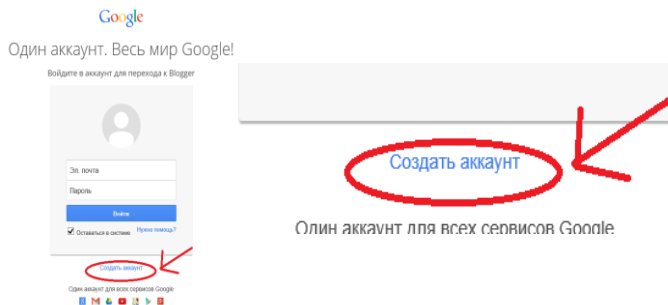 Google
Один аккаунт. Весь мир Google!
Войдите в аккаунт для перехода к Blogger
Эл. почта
Пароль
Войти
Оставаться в системе Нужна помощь?
Создать аккаунт
Один аккаунт для всех сервисов Google
Создать аккаунт
Один аккаунт для всех сервисов Google